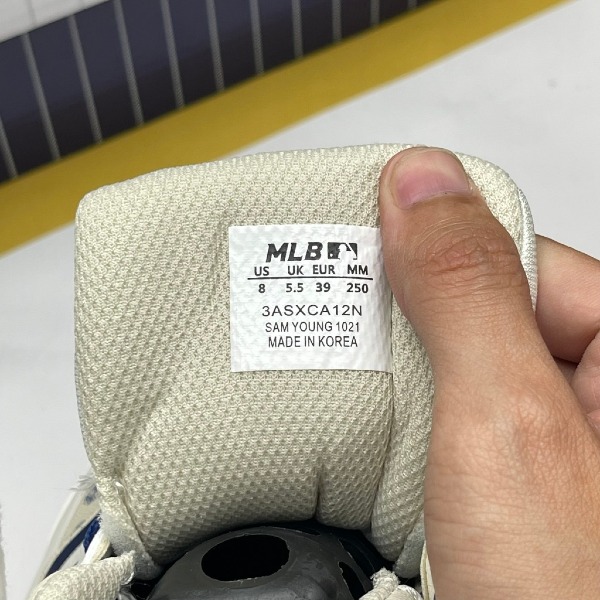 MLB
US UK EUR MM
8 5.5 39 250
3ASXCA12N
SAM YOUNG 1021
MADE IN KOREA